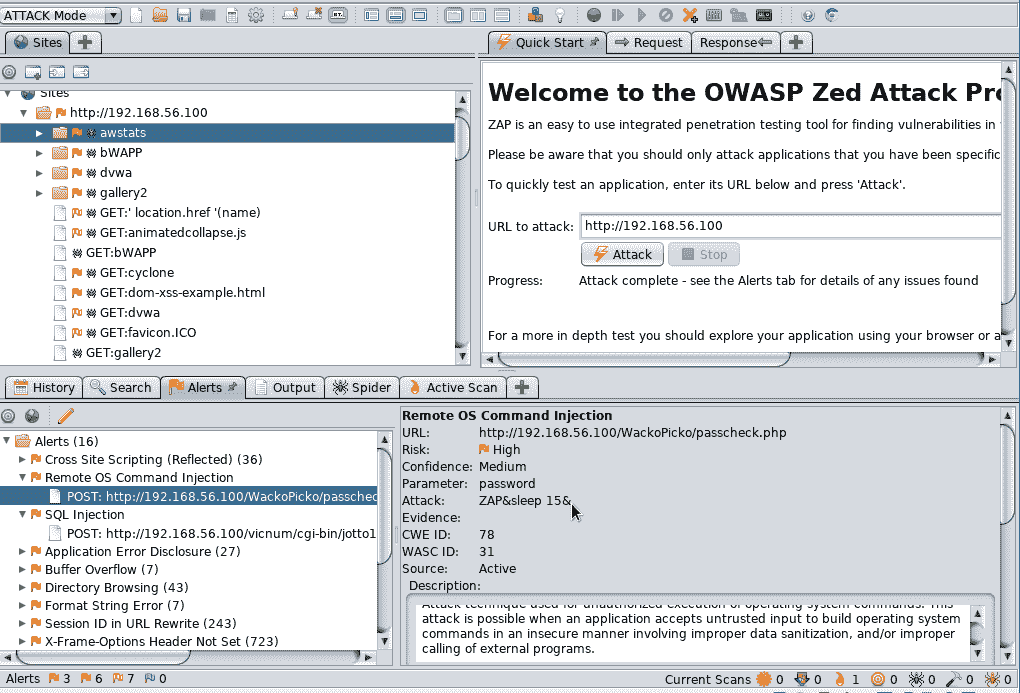 ATTACK Mode
Sites
Quick Start
Request
Response
Sites
http://192.168.56.100
awstats
bWAPP
dvwa
gallery2
GET:' location.href '(name)
GET:animatedcollapse.js
GET:bWAPP
GET:cyclone
GET:dom-xss-example.html
GET:dvwa
GET:favicon.ICO
GET:gallery2
Welcome to the OWASP Zed Attack Pro
ZAP is an easy to use integrated penetration testing tool for finding vulnerabilities in
Please be aware that you should only attack applications that you have been specific
To quickly test an application, enter its URL below and press 'Attack'.
URL to attack: http://192.168.56.100
Attack Stop
Progress: Attack complete - see the Alerts tab for details of any issues found
For a more in depth test you should explore your application using your browser or a
History Search Alerts Output Spider Active Scan
Alerts (16)
Cross Site Scripting (Reflected) (36)
Remote OS Command Injection
POST: http://192.168.56.100/WackoPicko/passchec
SQL Injection
POST: http://192.168.56.100/vicnum/cgi-bin/jotto1
Application Error Disclosure (27)
Buffer Overflow (7)
Directory Browsing (43)
Format String Error (7)
Session ID in URL Rewrite (243)
X-Frame-Options Header Not Set (723)
Remote OS Command Injection
URL: http://192.168.56.100/WackoPicko/passcheck.php
Risk: High
Confidence: Medium
Parameter: password
Attack: ZAP&sleep 15&
Evidence:
CWE ID: 78
WASC ID: 31
Source: Active
Description:
Attack technique used for unauthorized execution of operating system commands. This
attack is possible when an application accepts untrusted input to build operating system
commands in an insecure manner involving improper data sanitization, and/or improper
calling of external programs.
Alerts 3 6 7 0
Current Scans 0 0 1 0 0 0 0